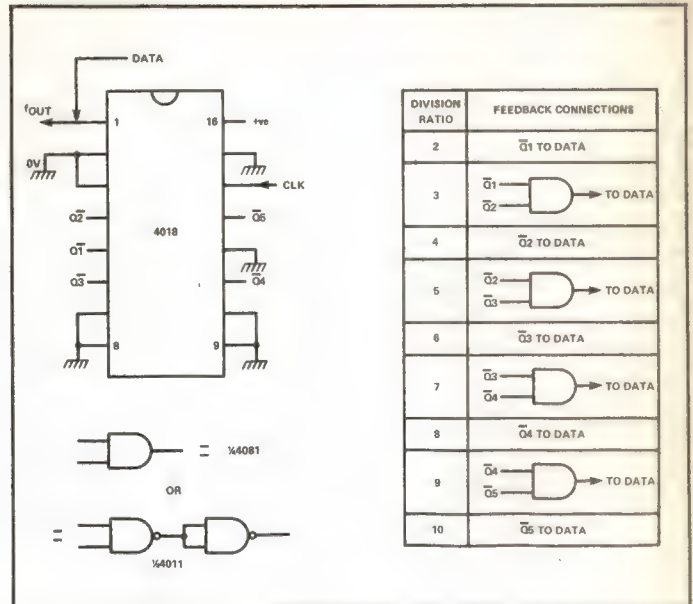 DATA
fOUT
1
16
+ve
0V
CLK
Q̅2
Q̅5
4018
Q̅1
Q̅3
Q̅4
8
9
= ¼4081
OR
=
¼4011
DIVISION RATIO
FEEDBACK CONNECTIONS
2
Q̅1 TO DATA
3
Q̅1
Q̅2
TO DATA
4
Q̅2 TO DATA
5
Q̅2
Q̅3
TO DATA
6
Q̅3 TO DATA
7
Q̅3
Q̅4
TO DATA
8
Q̅4 TO DATA
9
Q̅4
Q̅5
TO DATA
10
Q̅5 TO DATA